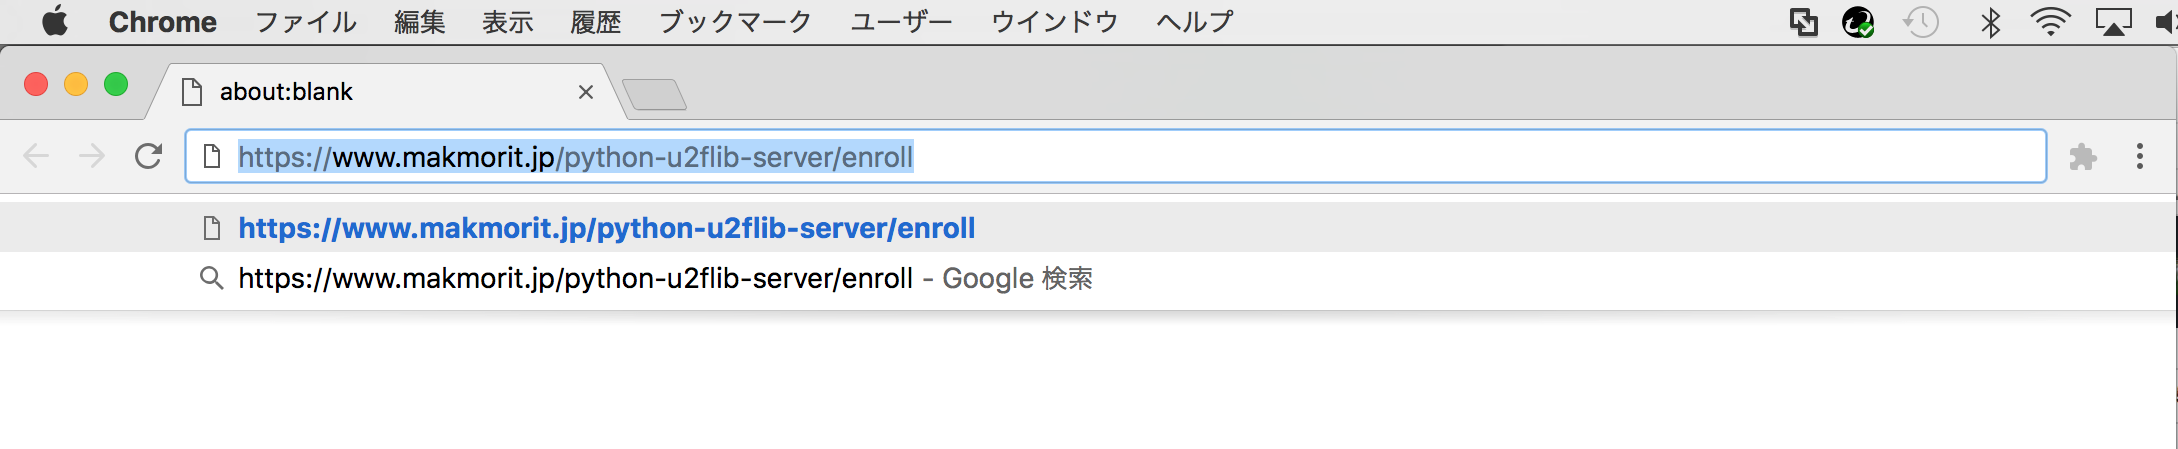 Chrome ファイル 編集 表示 履歴 ブックマーク ユーザー ウインドウ ヘルプ
about:blank
https://www.makmorit.jp/python-u2flib-server/enroll
https://www.makmorit.jp/python-u2flib-server/enroll
https://www.makmorit.jp/python-u2flib-server/enroll - Google 検索